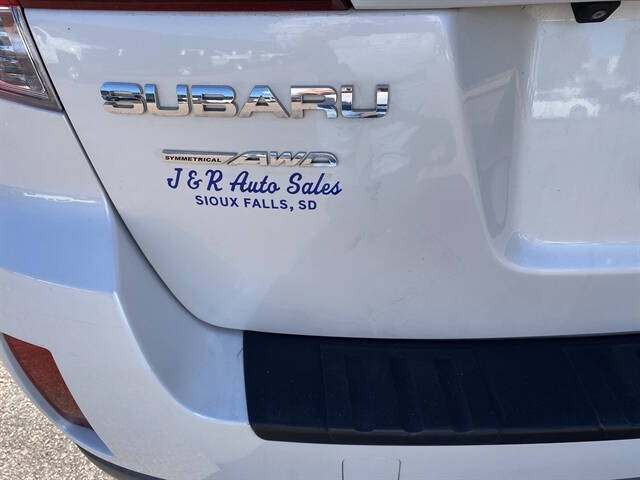 SUBARU
SYMMETRICAL AWD
J & R Auto Sales
SIOUX FALLS, SD